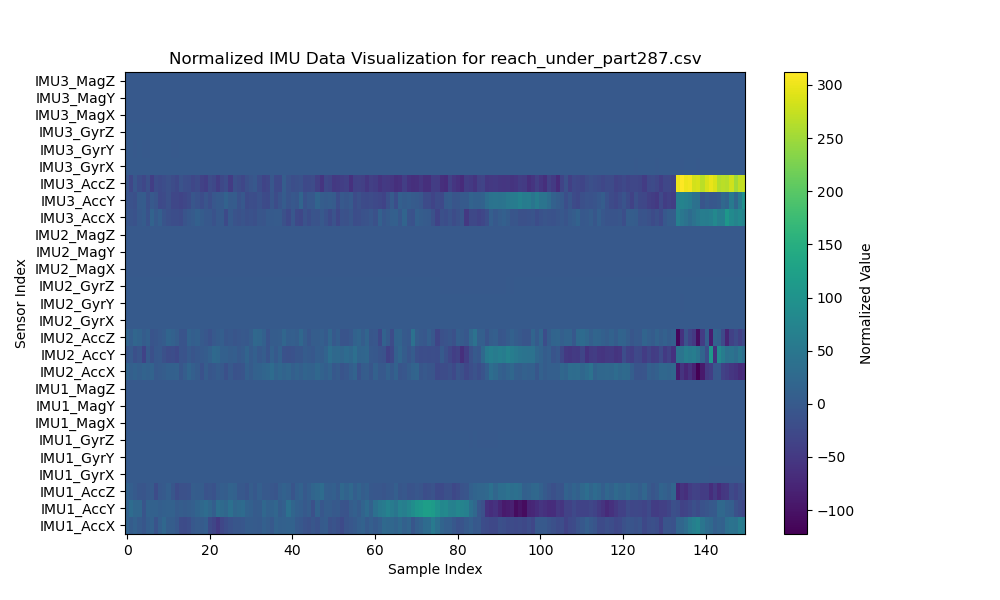 Normalized IMU Data Visualization for reach_under_part287.csv
IMU3_MagZ
IMU3_MagY
IMU3_MagX
IMU3_GyrZ
IMU3_GyrY
IMU3_GyrX
IMU3_AccZ
IMU3_AccY
IMU3_AccX
IMU2_MagZ
IMU2_MagY
IMU2_MagX
IMU2_GyrZ
IMU2_GyrY
IMU2_GyrX
IMU2_AccZ
IMU2_AccY
IMU2_AccX
IMU1_MagZ
IMU1_MagY
IMU1_MagX
IMU1_GyrZ
IMU1_GyrY
IMU1_GyrX
IMU1_AccZ
IMU1_AccY
IMU1_AccX
Sensor Index
0 20 40 60 80 100 120 140
Sample Index
300
250
200
150
100
50
0
−50
−100
Normalized Value